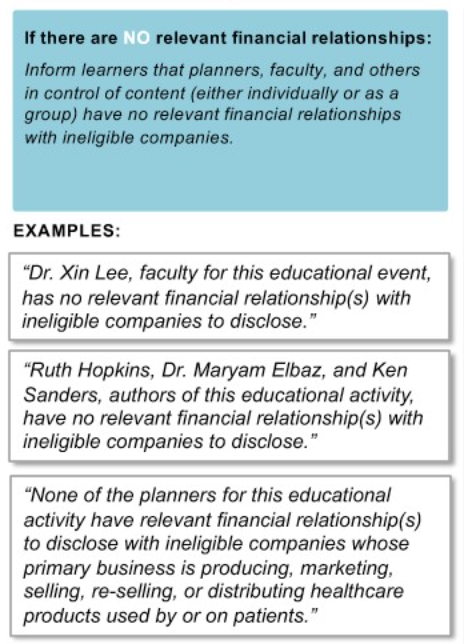 If there are NO relevant financial relationships:
Inform learners that planners, faculty, and others
in control of content (either individually or as a
group) have no relevant financial relationships
with ineligible companies.
EXAMPLES:
“Dr. Xin Lee, faculty for this educational event,
has no relevant financial relationship(s) with
ineligible companies to disclose.”
“Ruth Hopkins, Dr. Maryam Elbaz, and Ken
Sanders, authors of this educational activity,
have no relevant financial relationship(s) with
ineligible companies to disclose.”
“None of the planners for this educational
activity have relevant financial relationship(s)
to disclose with ineligible companies whose
primary business is producing, marketing,
selling, re-selling, or distributing healthcare
products used by or on patients.”